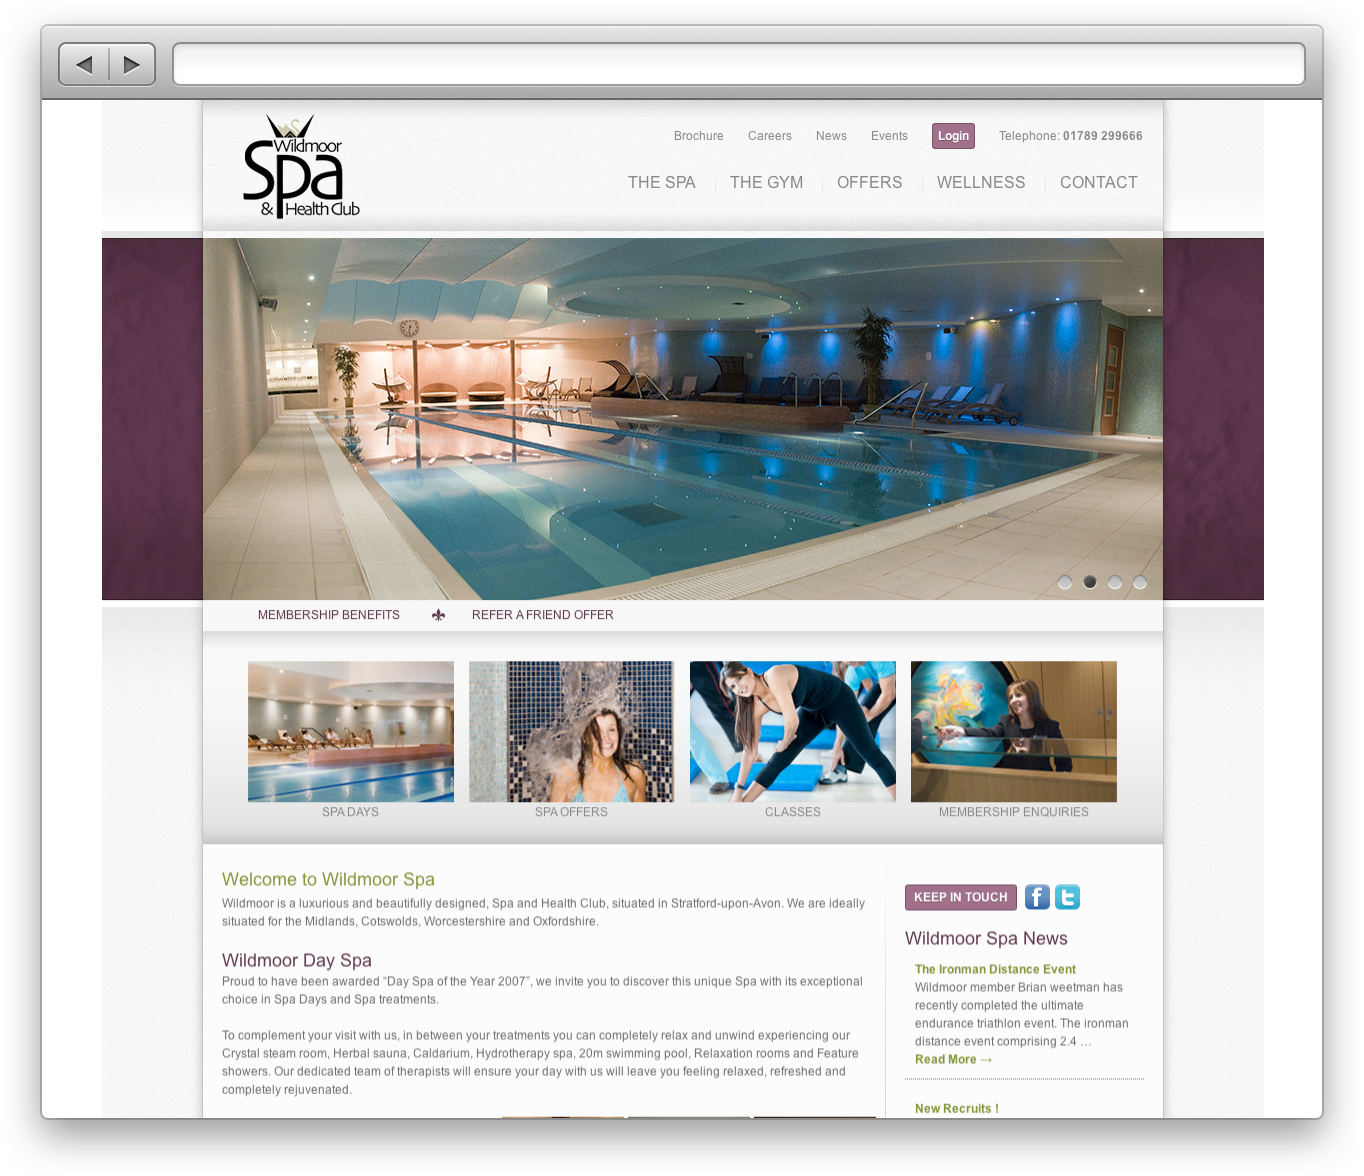 Wildmoor
Spa
& Health Club
Brochure Careers News Events Login Telephone: 01789 299666
THE SPA THE GYM OFFERS WELLNESS CONTACT
MEMBERSHIP BENEFITS REFER A FRIEND OFFER
SPA DAYS SPA OFFERS CLASSES MEMBERSHIP ENQUIRIES
Welcome to Wildmoor Spa
Wildmoor is a luxurious and beautifully designed, Spa and Health Club, situated in Stratford-upon-Avon. We are ideally
situated for the Midlands, Cotswolds, Worcestershire and Oxfordshire.
Wildmoor Day Spa
Proud to have been awarded “Day Spa of the Year 2007”, we invite you to discover this unique Spa with its exceptional
choice in Spa Days and Spa treatments.
To complement your visit with us, in between your treatments you can completely relax and unwind experiencing our
Crystal steam room, Herbal sauna, Caldarium, Hydrotherapy spa, 20m swimming pool, Relaxation rooms and Feature
showers. Our dedicated team of therapists will ensure your day with us will leave you feeling relaxed, refreshed and
completely rejuvenated.
KEEP IN TOUCH f t
Wildmoor Spa News
The Ironman Distance Event
Wildmoor member Brian weetman has
recently completed the ultimate
endurance triathlon event. The ironman
distance event comprising 2.4 …
Read More →
New Recruits !